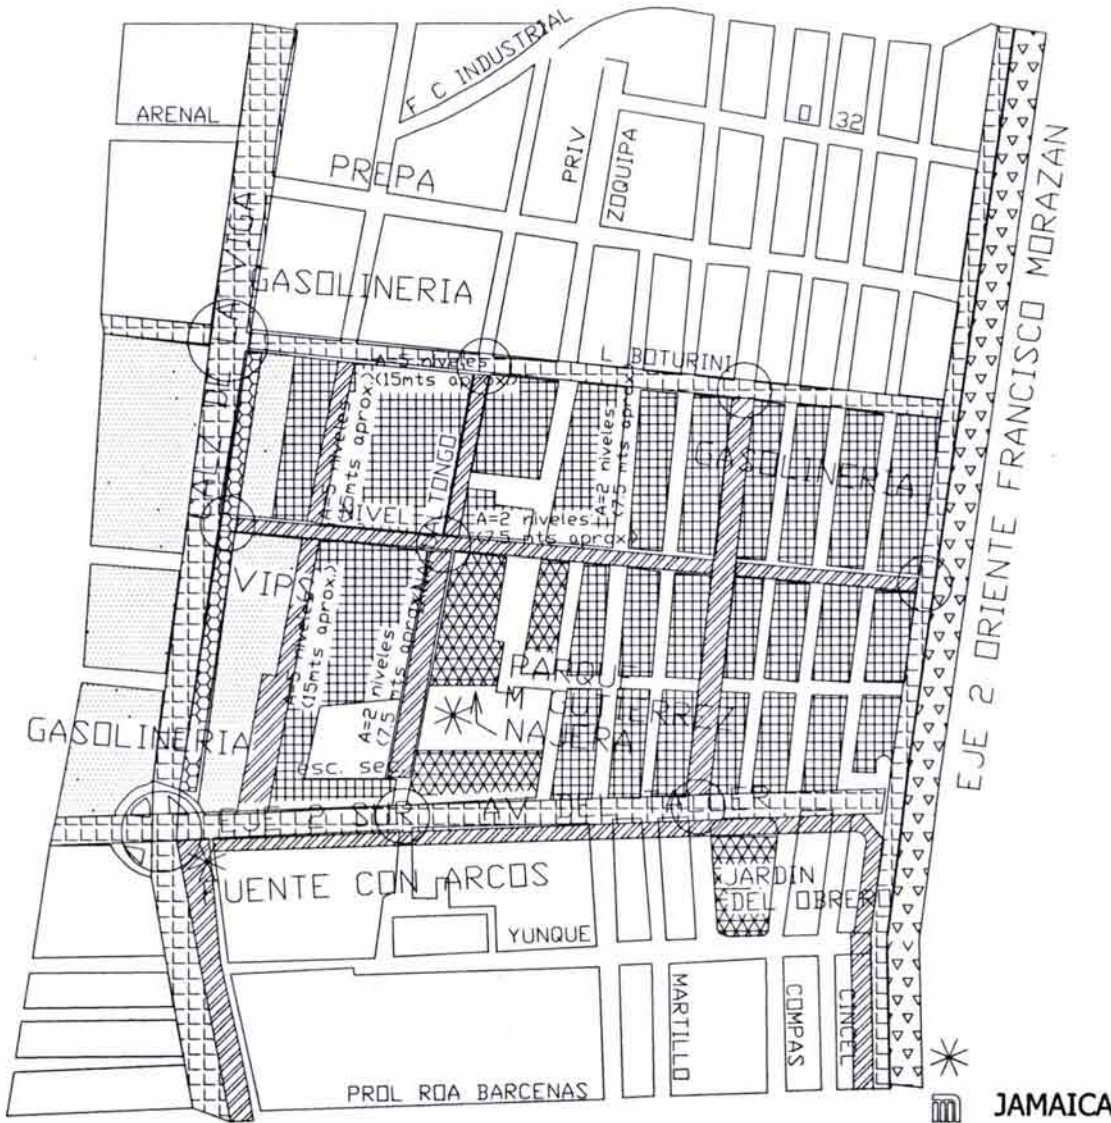 F C INDUSTRIAL
ARENAL
32
PREPA
PRIV
ZOQUIPA
LA VIGA
GASOLINERIA
EJE 2 ORIENTE FRANCISCO MORAZAN
L BOTURINI
A=5 niveles
(15mts aprox.)
A=5 niveles
(15mts aprox.)
TONGO
A=2 niveles
(7.5 mts aprox.)
GASOLINERIA
NIVEL
A=2 niveles
(7.5 mts aprox.)
VIPS
A=5 niveles
(15mts aprox.)
A=2 niveles
(7.5 mts aprox.)
PARQUE
M GUTIERREZ
NAJERA
GASOLINERIA
esc. sec
EJE 2 SUR AV DEL TALLER
FUENTE CON ARCOS
JARDIN
DEL OBRERO
YUNQUE
MARTILLO
COMPAS
CINCEL
PROL ROA BARCENAS
JAMAICA